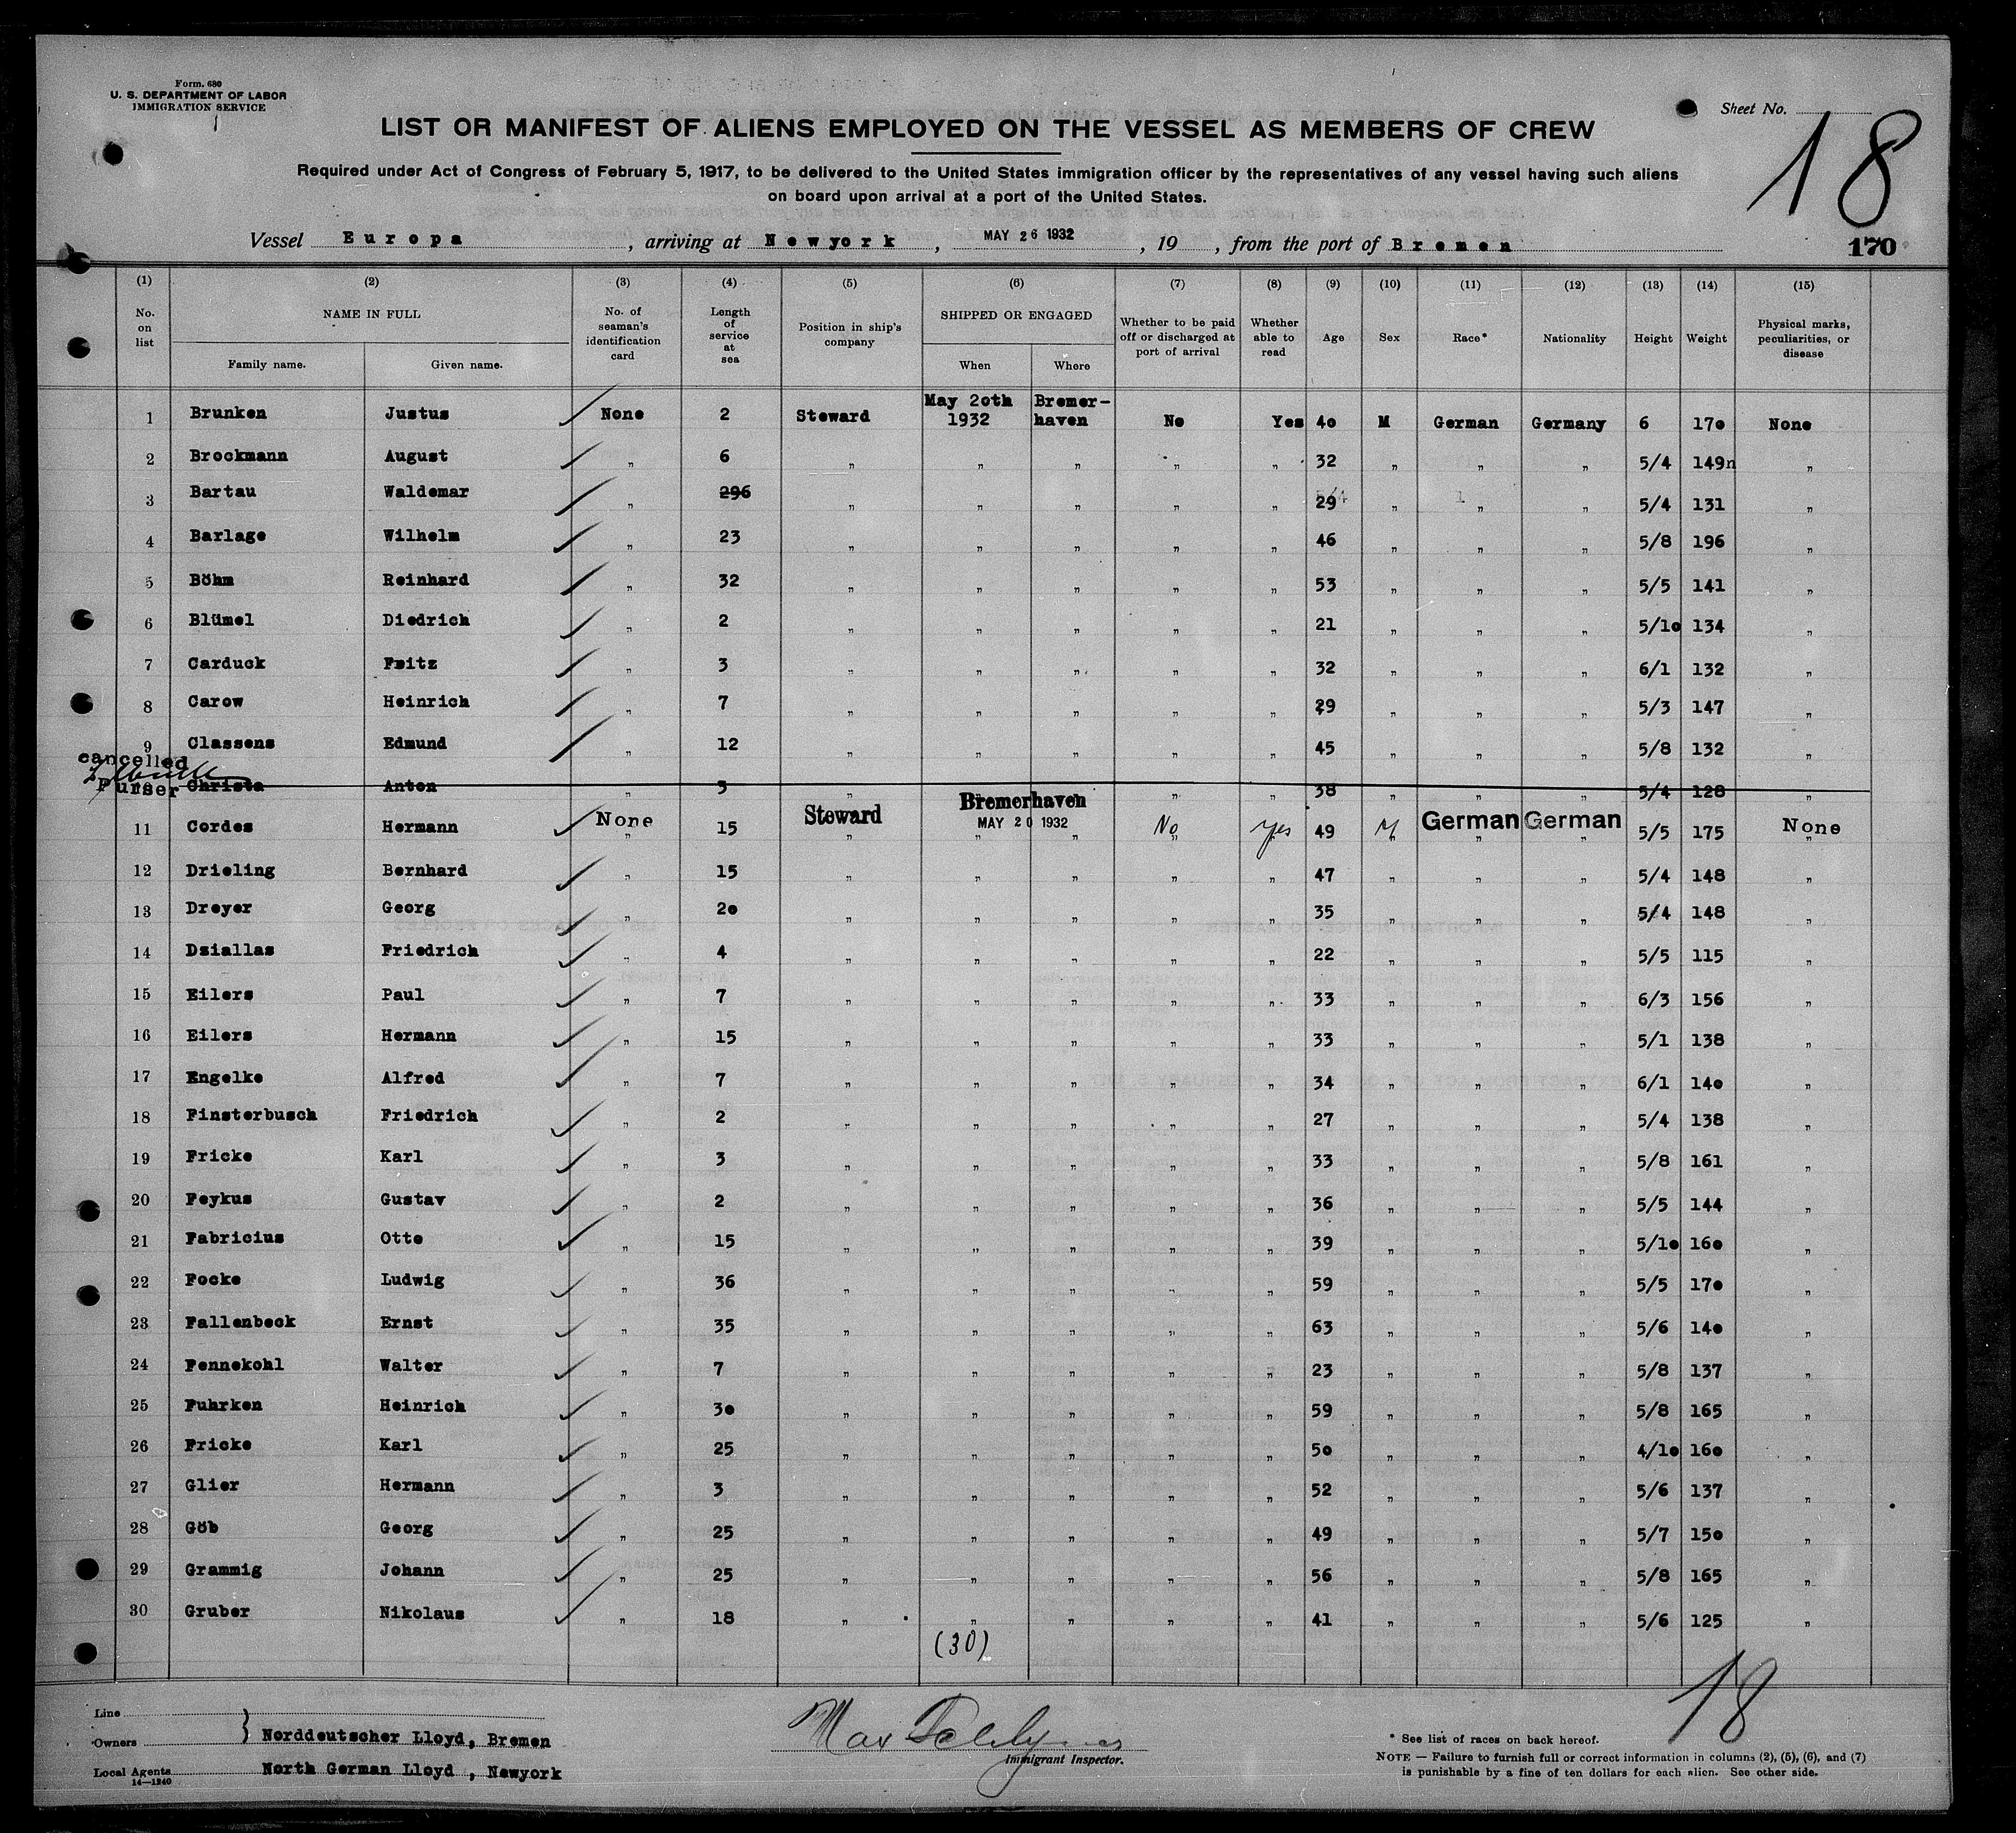 Form. 680
U. S. DEPARTMENT OF LABOR
IMMIGRATION SERVICE
Sheet No.
18
LIST OR MANIFEST OF ALIENS EMPLOYED ON THE VESSEL AS MEMBERS OF CREW
Required under Act of Congress of February 5, 1917, to be delivered to the United States immigration officer by the representatives of any vessel having such aliens
on board upon arrival at a port of the United States.
Vessel Europa, arriving at Newyork, MAY 26 1932, 19 , from the port of Bremen
170
(1) (2) (3) (4) (5) (6) (7) (8) (9) (10) (11) (12) (13) (14) (15)
No. on list NAME IN FULL Family name. Given name. No. of seaman's identification card Length of service at sea Position in ship's company SHIPPED OR ENGAGED When Where Whether to be paid off or discharged at port of arrival Whether able to read Age Sex Race* Nationality Height Weight Physical marks, peculiarities, or disease
1 Brunken Justus None 2 Steward May 20th 1932 Bremer-haven No Yes 40 M German Germany 6 170 None
2 Brockmann August „ 6 „ „ „ „ „ 32 „ „ „ 5/4 149n „
3 Bartau Waldemar „ 296 „ „ „ „ „ 29 „ „ „ 5/4 131 „
4 Barlage Wilhelm „ 23 „ „ „ „ „ 46 „ „ „ 5/8 196 „
5 Böhm Reinhard „ 32 „ „ „ „ „ 53 „ „ „ 5/5 141 „
6 Blümel Diedrich „ 2 „ „ „ „ „ 21 „ „ „ 5/10 134 „
7 Carduck Fritz „ 3 „ „ „ „ „ 32 „ „ „ 6/1 132 „
8 Carow Heinrich „ 7 „ „ „ „ „ 29 „ „ „ 5/3 147 „
9 Classens Edmund „ 12 „ „ „ „ „ 45 „ „ „ 5/8 132 „
cancelled
Purser
Christe Anton „ 3 „ „ „ 38 „ „ „ 5/4 128 „
11 Cordes Hermann None 15 Steward Bremerhaven MAY 20 1932 No Yes 49 M German German 5/5 175 None
12 Drieling Bernhard „ 15 „ „ „ „ „ 47 „ „ „ 5/4 148 „
13 Dreyer Georg „ 20 „ „ „ „ „ 35 „ „ „ 5/4 148 „
14 Dziallas Friedrich „ 4 „ „ „ „ „ 22 „ „ „ 5/5 115 „
15 Eilers Paul „ 7 „ „ „ „ „ 33 „ „ „ 6/3 156 „
16 Eilers Hermann „ 15 „ „ „ „ „ 33 „ „ „ 5/1 138 „
17 Engelke Alfred „ 7 „ „ „ „ „ 34 „ „ „ 6/1 140 „
18 Finsterbusch Friedrich „ 2 „ „ „ „ „ 27 „ „ „ 5/4 138 „
19 Fricke Karl „ 3 „ „ „ „ „ 33 „ „ „ 5/8 161 „
20 Feykus Gustav „ 2 „ „ „ „ „ 36 „ „ „ 5/5 144 „
21 Fabricius Otto „ 15 „ „ „ „ „ 39 „ „ „ 5/10 160 „
22 Focke Ludwig „ 36 „ „ „ „ „ 59 „ „ „ 5/5 170 „
23 Fallenbeck Ernst „ 35 „ „ „ „ „ 63 „ „ „ 5/6 140 „
24 Fennekohl Walter „ 7 „ „ „ „ „ 23 „ „ „ 5/8 137 „
25 Fuhrken Heinrich „ 30 „ „ „ „ „ 59 „ „ „ 5/8 165 „
26 Fricke Karl „ 25 „ „ „ „ „ 50 „ „ „ 4/10 160 „
27 Glier Hermann „ 3 „ „ „ „ „ 52 „ „ „ 5/6 137 „
28 Göb Georg „ 25 „ „ „ „ „ 49 „ „ „ 5/7 150 „
29 Grammig Johann „ 25 „ „ „ „ „ 56 „ „ „ 5/8 165 „
30 Gruber Nikolaus „ 18 „ „ „ „ „ 41 „ „ „ 5/6 125 „
(30)
18
Line
Owners Norddeutscher Lloyd, Bremen
Local Agents North German Lloyd, Newyork
14—1240
Max
Immigrant Inspector.
* See list of races on back hereof.
NOTE — Failure to furnish full or correct information in columns (2), (5), (6), and (7)
is punishable by a fine of ten dollars for each alien. See other side.